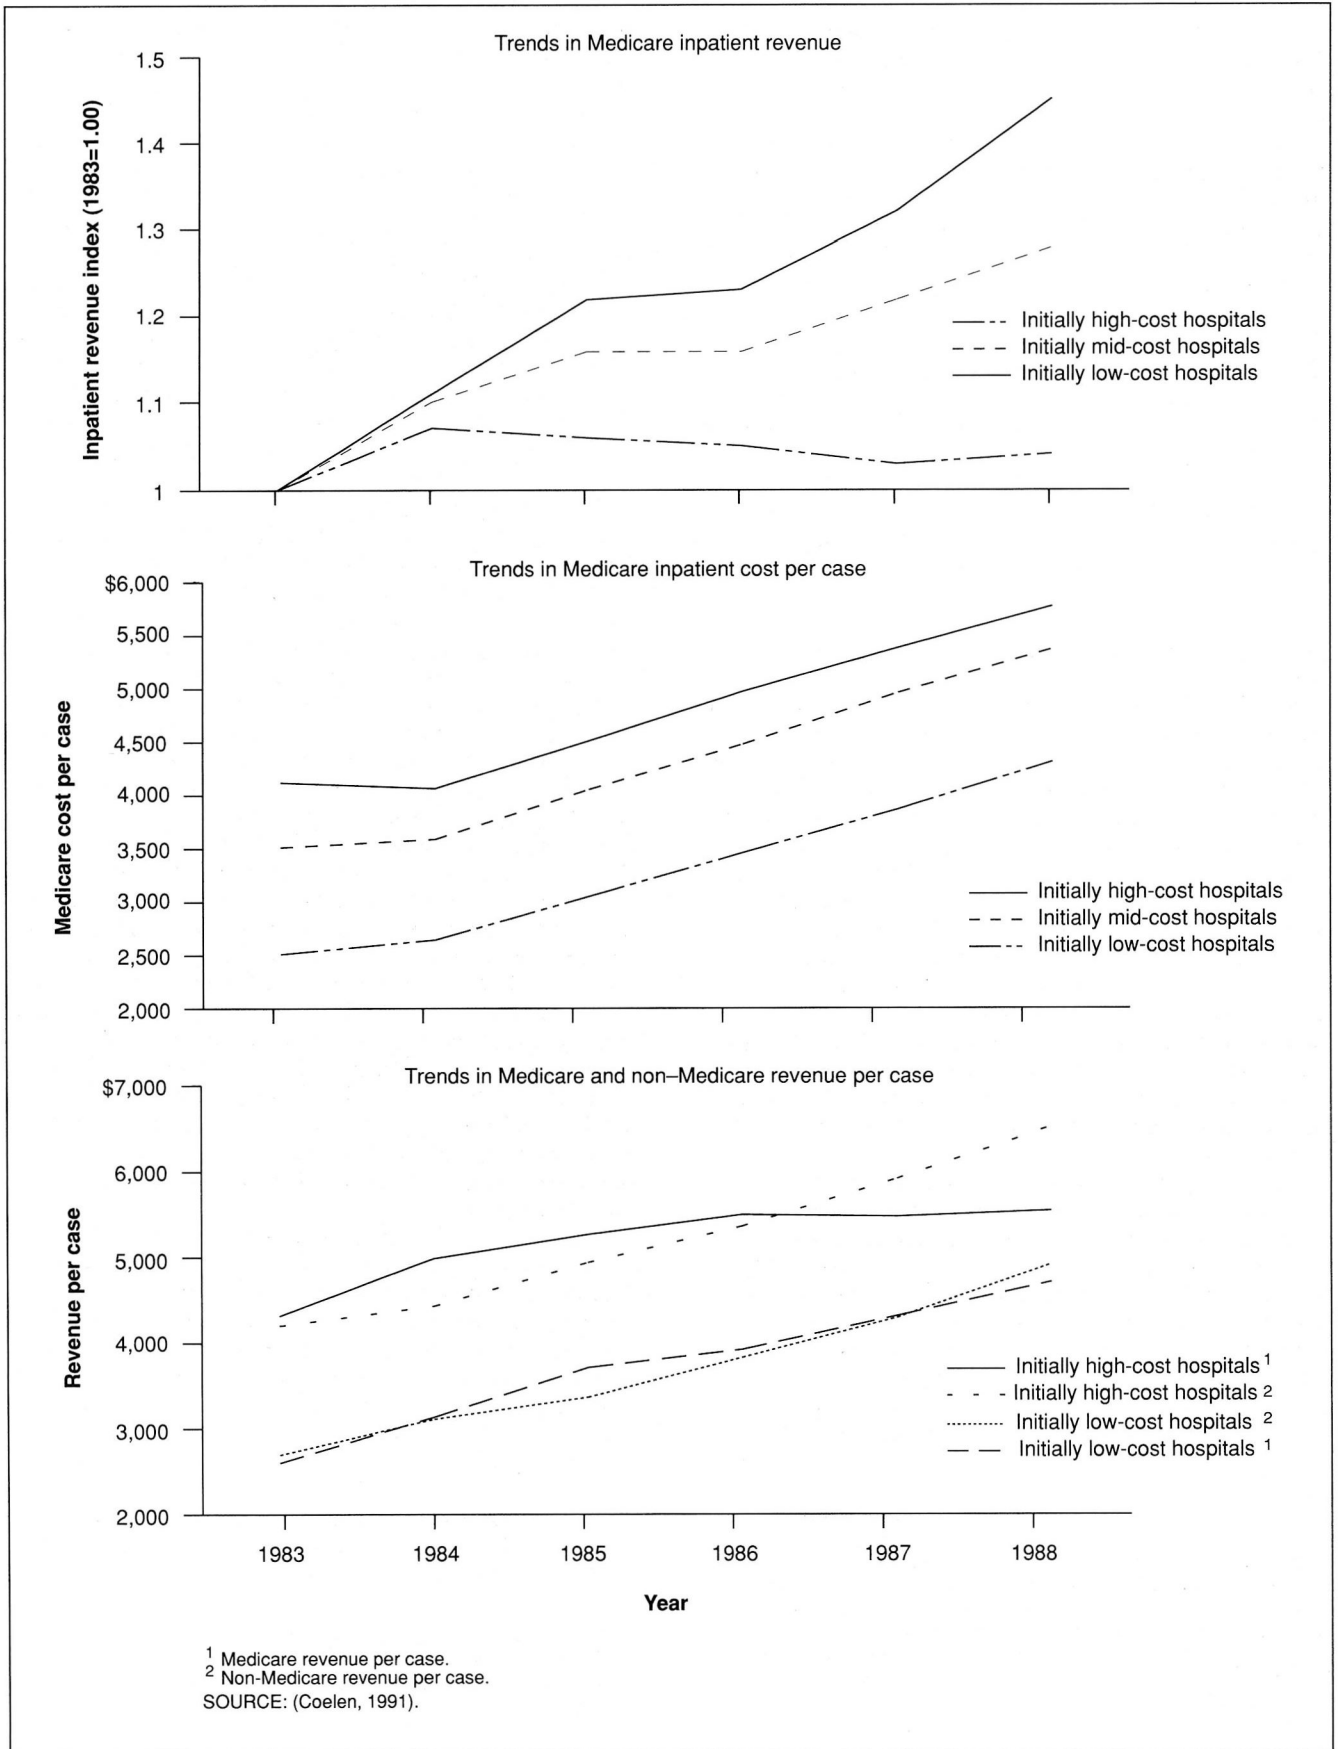 Trends in Medicare inpatient revenue
Inpatient revenue index (1983=1.00)
1.5
1.4
1.3
1.2
1.1
1
Initially high-cost hospitals
Initially mid-cost hospitals
Initially low-cost hospitals
Trends in Medicare inpatient cost per case
Medicare cost per case
$6,000
5,500
5,000
4,500
4,000
3,500
3,000
2,500
2,000
Initially high-cost hospitals
Initially mid-cost hospitals
Initially low-cost hospitals
Trends in Medicare and non–Medicare revenue per case
Revenue per case
$7,000
6,000
5,000
4,000
3,000
2,000
Initially high-cost hospitals 1
Initially high-cost hospitals 2
Initially low-cost hospitals 2
Initially low-cost hospitals 1
1983 1984 1985 1986 1987 1988
Year
1 Medicare revenue per case.
2 Non-Medicare revenue per case.
SOURCE: (Coelen, 1991).